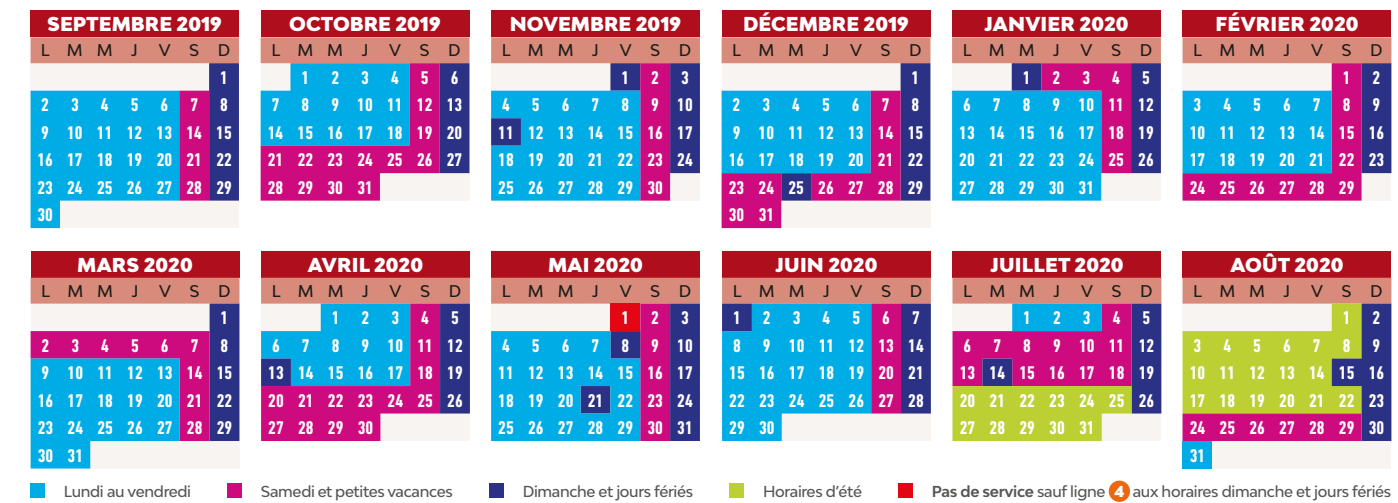 SEPTEMBRE 2019 OCTOBRE 2019 NOVEMBRE 2019 DÉCEMBRE 2019 JANVIER 2020 FÉVRIER 2020
L M M J V S D L M M J V S D L M M J V S D L M M J V S D L M M J V S D L M M J V S D
1 1 2 3 4 5 6 1 2 3 1 1 2 3 4 5 1 2
2 3 4 5 6 7 8 7 8 9 10 11 12 13 4 5 6 7 8 9 10 2 3 4 5 6 7 8 6 7 8 9 10 11 12 3 4 5 6 7 8 9
9 10 11 12 13 14 15 14 15 16 17 18 19 20 11 12 13 14 15 16 17 9 10 11 12 13 14 15 13 14 15 16 17 18 19 10 11 12 13 14 15 16
16 17 18 19 20 21 22 21 22 23 24 25 26 27 18 19 20 21 22 23 24 16 17 18 19 20 21 22 20 21 22 23 24 25 26 17 18 19 20 21 22 23
23 24 25 26 27 28 29 28 29 30 31 25 26 27 28 29 30 23 24 25 26 27 28 29 27 28 29 30 31 24 25 26 27 28 29
30 30 31
MARS 2020 AVRIL 2020 MAI 2020 JUIN 2020 JUILLET 2020 AOÛT 2020
L M M J V S D L M M J V S D L M M J V S D L M M J V S D L M M J V S D L M M J V S D
1 1 2 3 4 5 1 2 3 1 2 3 4 5 6 7 1 2 3 4 5 1 2
2 3 4 5 6 7 8 6 7 8 9 10 11 12 4 5 6 7 8 9 10 8 9 10 11 12 13 14 6 7 8 9 10 11 12 3 4 5 6 7 8 9
9 10 11 12 13 14 15 13 14 15 16 17 18 19 11 12 13 14 15 16 17 15 16 17 18 19 20 21 13 14 15 16 17 18 19 10 11 12 13 14 15 16
16 17 18 19 20 21 22 20 21 22 23 24 25 26 18 19 20 21 22 23 24 22 23 24 25 26 27 28 20 21 22 23 24 25 26 17 18 19 20 21 22 23
23 24 25 26 27 28 29 27 28 29 30 25 26 27 28 29 30 31 29 30 27 28 29 30 31 24 25 26 27 28 29 30
30 31 31
Lundi au vendredi Samedi et petites vacances Dimanche et jours fériés Horaires d'été Pas de service sauf ligne 4 aux horaires dimanche et jours fériés